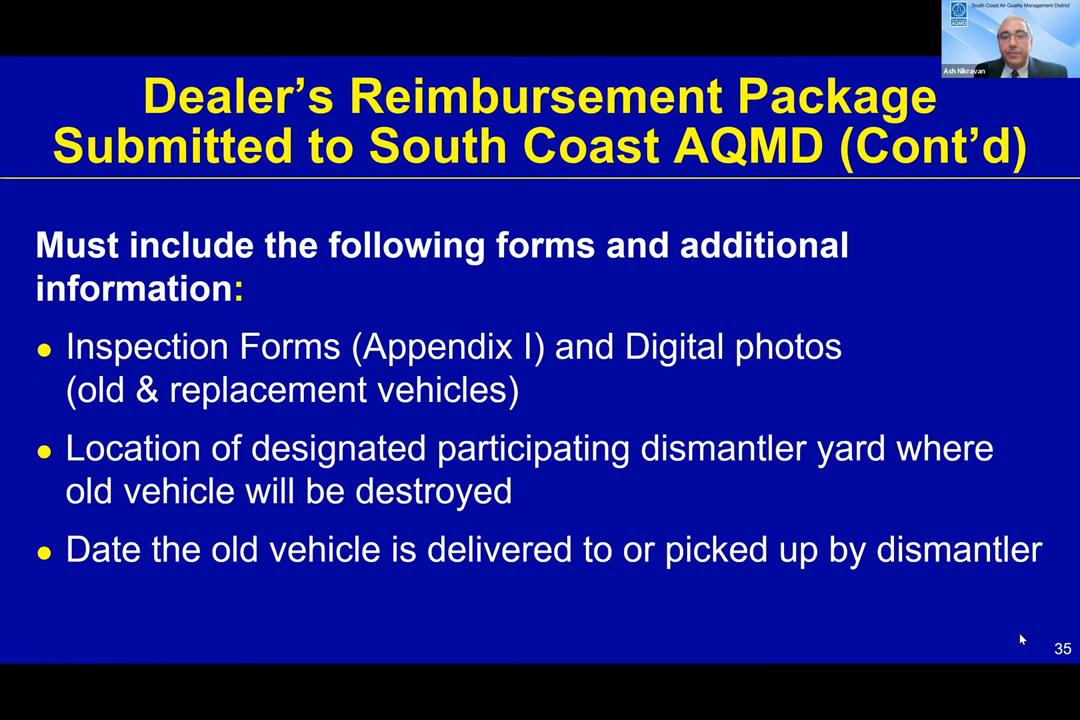 South Coast Air Quality Management District
AQMD
Ash Nikravan
Dealer’s Reimbursement Package
Submitted to South Coast AQMD (Cont’d)
Must include the following forms and additional
information:
● Inspection Forms (Appendix I) and Digital photos
(old & replacement vehicles)
● Location of designated participating dismantler yard where
old vehicle will be destroyed
● Date the old vehicle is delivered to or picked up by dismantler
35